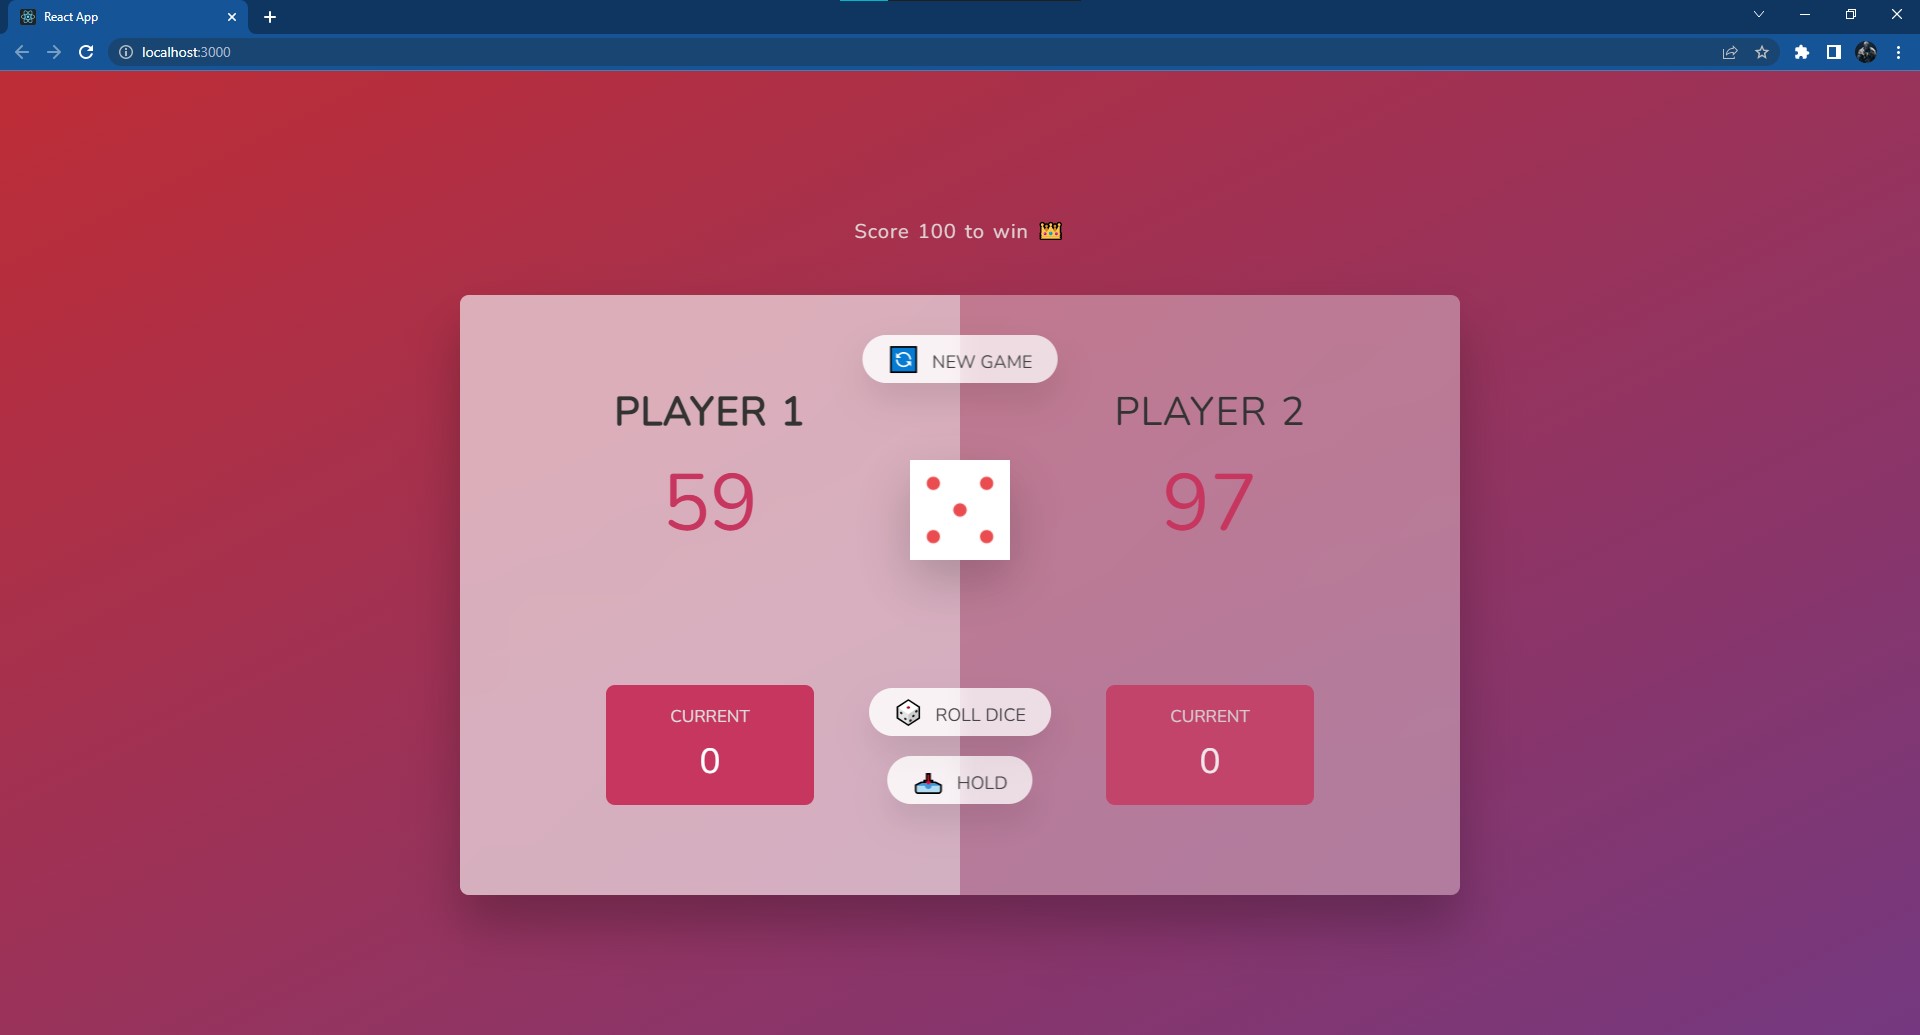 React App
localhost:3000
Score 100 to win
NEW GAME
PLAYER 1
59
PLAYER 2
97
CURRENT
0
ROLL DICE
HOLD
CURRENT
0